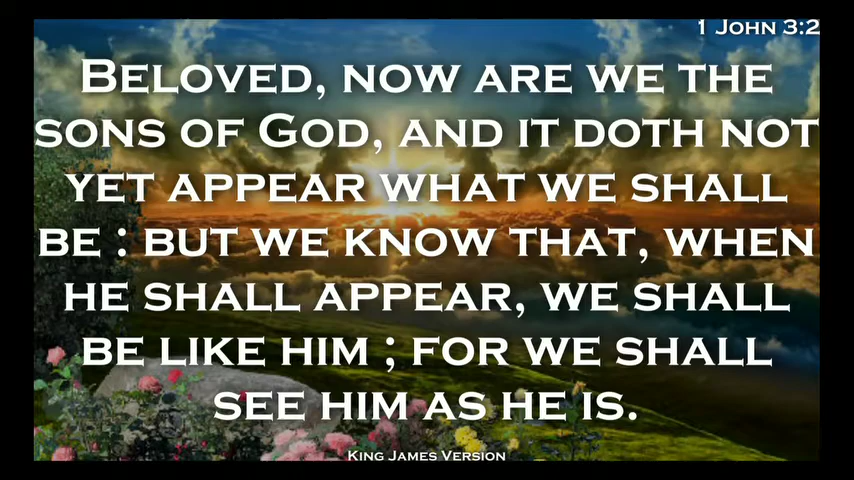 1 John 3:2
Beloved, now are we the
sons of God, and it doth not
yet appear what we shall
be : but we know that, when
he shall appear, we shall
be like him ; for we shall
see him as he is.
King James Version